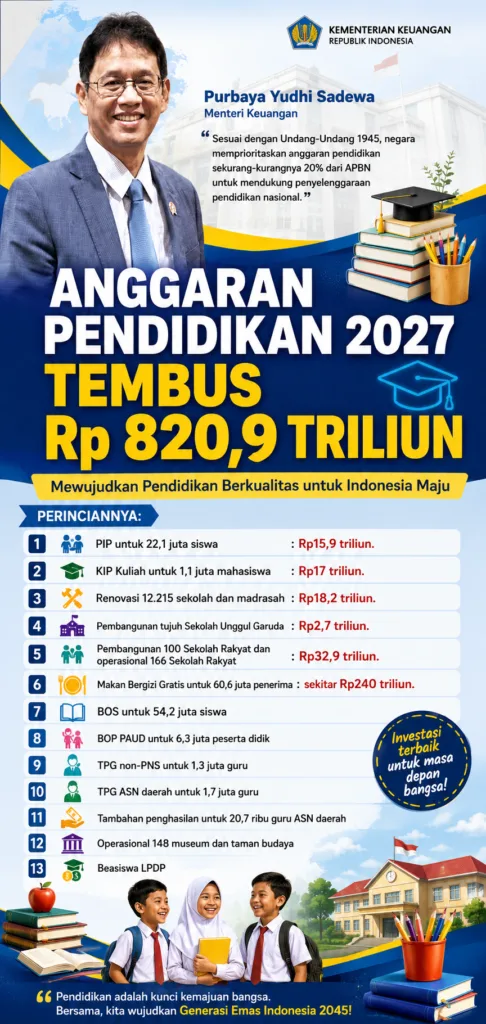 KEMENTERIAN KEUANGAN
REPUBLIK INDONESIA
Purbaya Yudhi Sadewa
Menteri Keuangan
“ Sesuai dengan Undang-Undang 1945, negara
memprioritaskan anggaran pendidikan
sekurang-kurangnya 20% dari APBN
untuk mendukung penyelenggaraan
pendidikan nasional. ”
ANGGARAN
PENDIDIKAN 2027
TEMBUS
Rp 820,9 TRILIUN
Mewujudkan Pendidikan Berkualitas untuk Indonesia Maju
PERINCIANNYA:
1 PIP untuk 22,1 juta siswa : Rp15,9 triliun.
2 KIP Kuliah untuk 1,1 juta mahasiswa : Rp17 triliun.
3 Renovasi 12.215 sekolah dan madrasah : Rp18,2 triliun.
4 Pembangunan tujuh Sekolah Unggul Garuda : Rp2,7 triliun.
5 Pembangunan 100 Sekolah Rakyat dan
operasional 166 Sekolah Rakyat : Rp32,9 triliun.
6 Makan Bergizi Gratis untuk 60,6 juta penerima : sekitar Rp240 triliun.
7 BOS untuk 54,2 juta siswa
8 BOP PAUD untuk 6,3 juta peserta didik
9 TPG non-PNS untuk 1,3 juta guru
10 TPG ASN daerah untuk 1,7 juta guru
11 Tambahan penghasilan untuk 20,7 ribu guru ASN daerah
12 Operasional 148 museum dan taman budaya
13 Beasiswa LPDP
Investasi
terbaik
untuk masa
depan
bangsa!
“ Pendidikan adalah kunci kemajuan bangsa.
Bersama, kita wujudkan Generasi Emas Indonesia 2045!